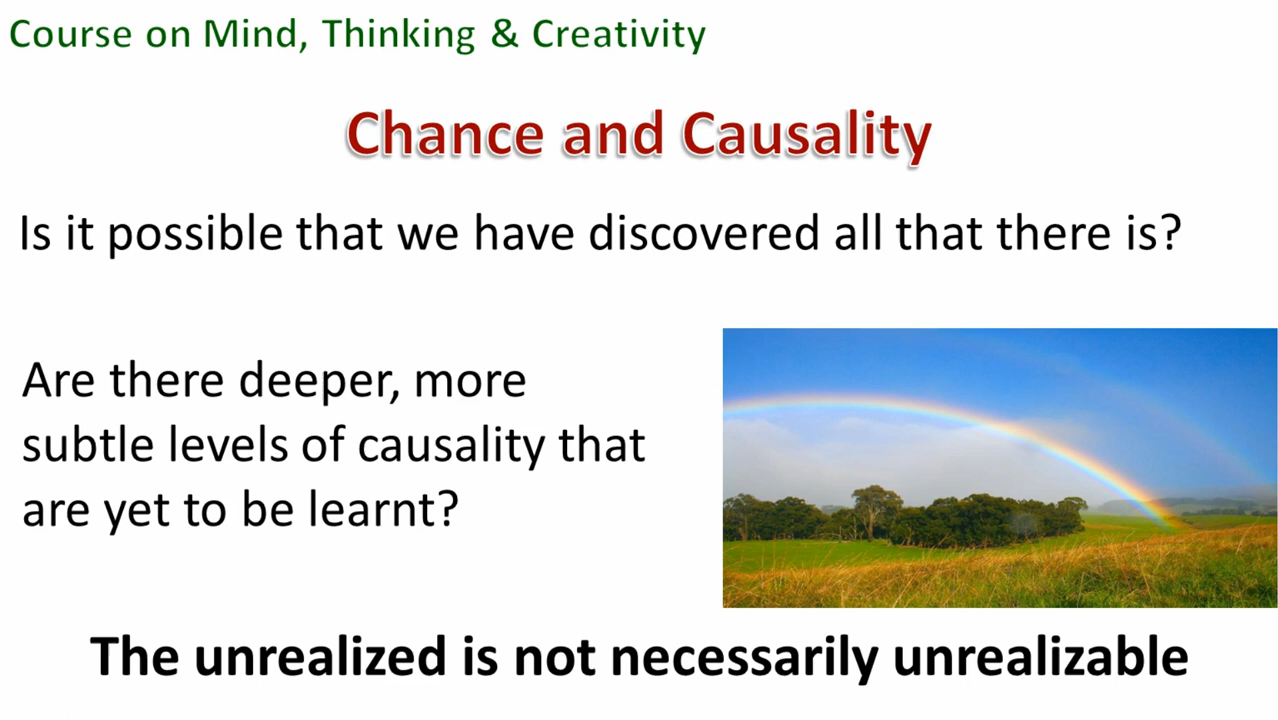 Course on Mind, Thinking & Creativity
Chance and Causality
Is it possible that we have discovered all that there is?
Are there deeper, more
subtle levels of causality that
are yet to be learnt?
The unrealized is not necessarily unrealizable